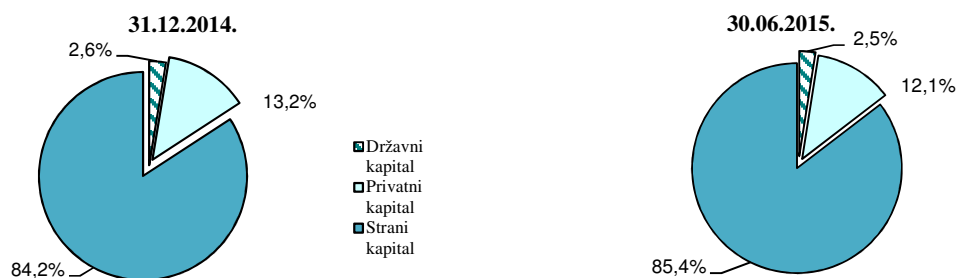 31.12.2014.
2,6%
13,2%
84,2%
Državni
kapital
Privatni
kapital
Strani
kapital
30.06.2015.
2,5%
12,1%
85,4%